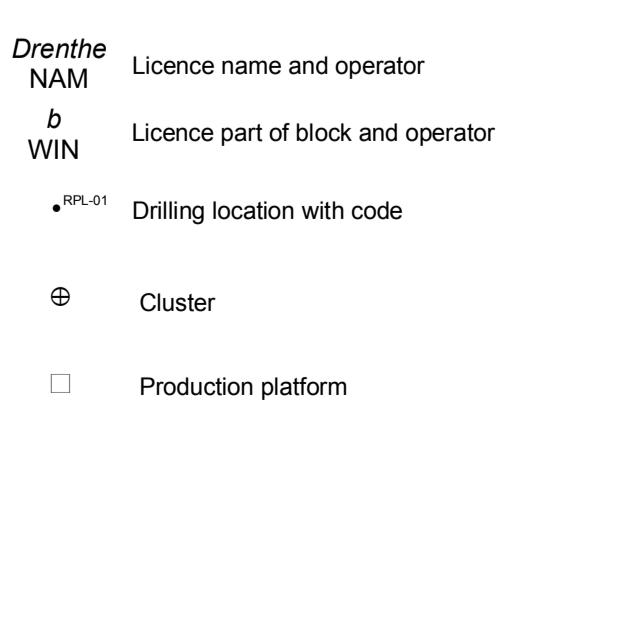 Drenthe
NAM
Licence name and operator
b
WIN
Licence part of block and operator
•RPL-01 Drilling location with code
⊕ Cluster
□ Production platform